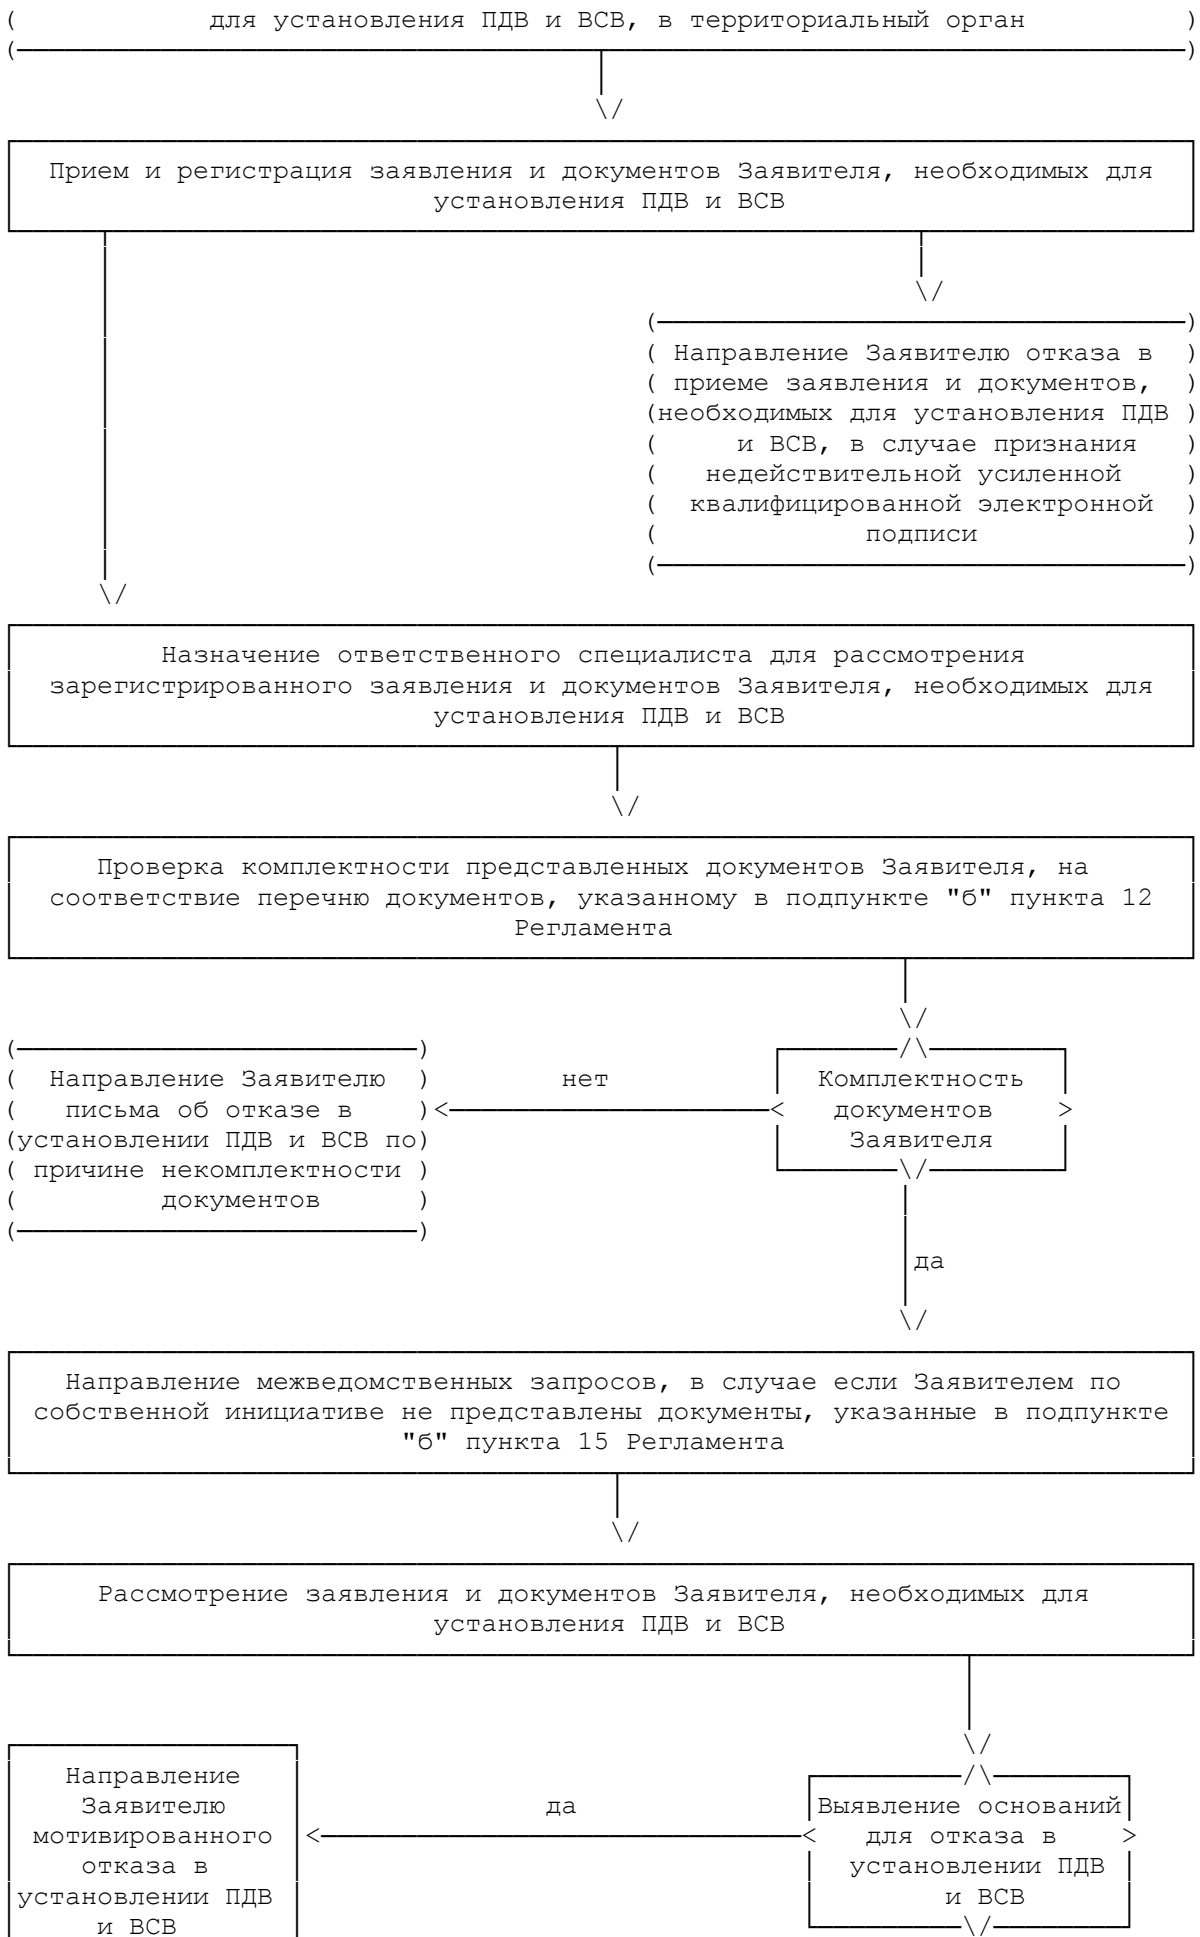 для установления ПДВ и ВСВ, в территориальный орган
Прием и регистрация заявления и документов Заявителя, необходимых для
установления ПДВ и ВСВ
Направление Заявителю отказа в
приеме заявления и документов,
необходимых для установления ПДВ
и ВСВ, в случае признания
недействительной усиленной
квалифицированной электронной
подписи
Назначение ответственного специалиста для рассмотрения
зарегистрированного заявления и документов Заявителя, необходимых для
установления ПДВ и ВСВ
Проверка комплектности представленных документов Заявителя, на
соответствие перечню документов, указанному в подпункте "б" пункта 12
Регламента
Направление Заявителю
письма об отказе в
установлении ПДВ и ВСВ по
причине некомплектности
документов
нет
Комплектность
документов
Заявителя
да
Направление межведомственных запросов, в случае если Заявителем по
собственной инициативе не представлены документы, указанные в подпункте
"б" пункта 15 Регламента
Рассмотрение заявления и документов Заявителя, необходимых для
установления ПДВ и ВСВ
Направление
Заявителю
мотивированного
отказа в
установлении ПДВ
и ВСВ
да
Выявление оснований
для отказа в
установлении ПДВ
и ВСВ